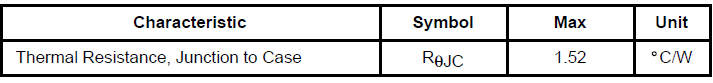 Characteristic Symbol Max Unit
Thermal Resistance, Junction to Case RθJC 1.52 °C/W